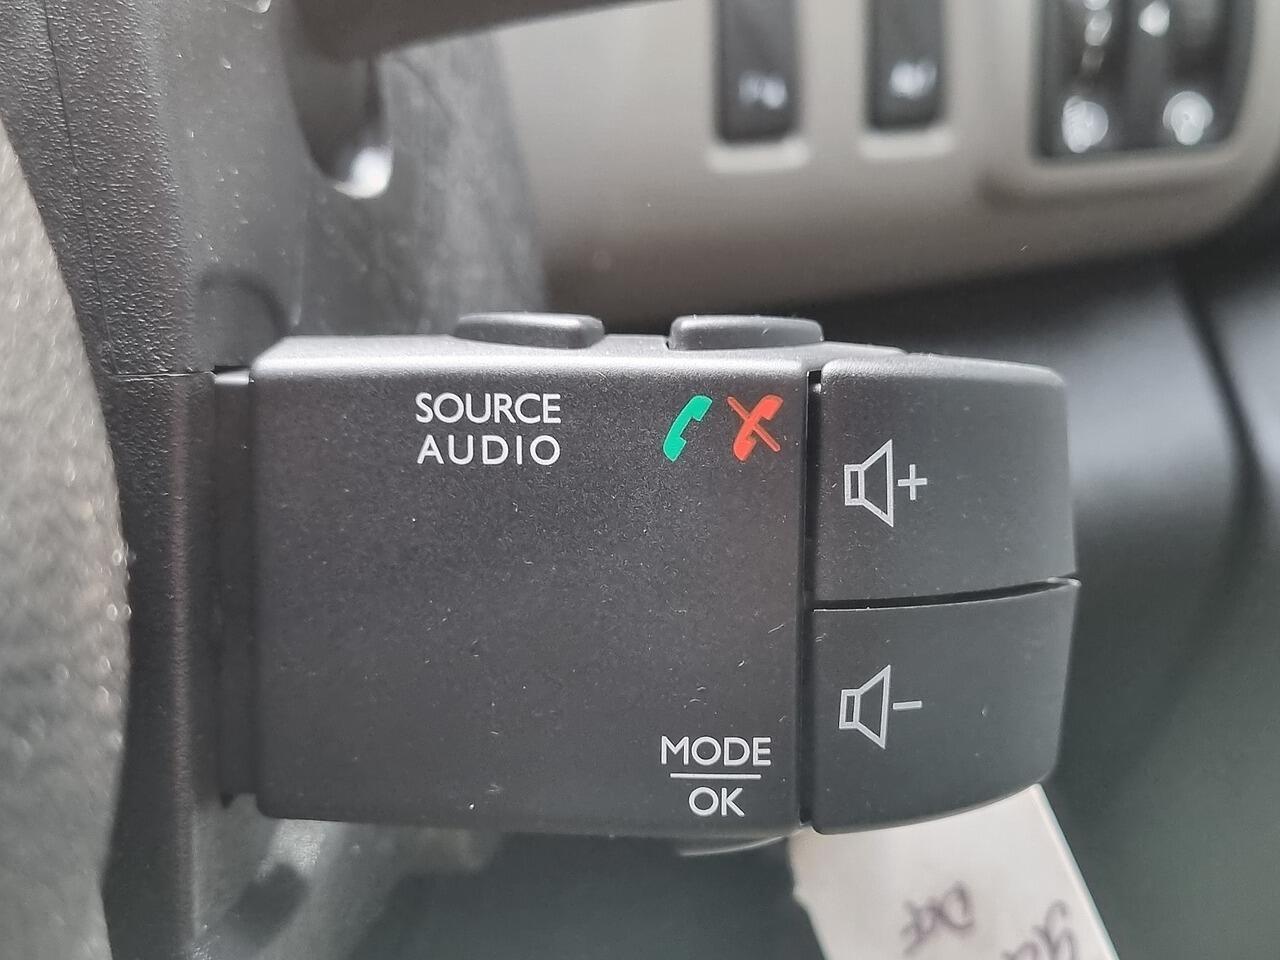 SOURCE
AUDIO
+
-
MODE
OK